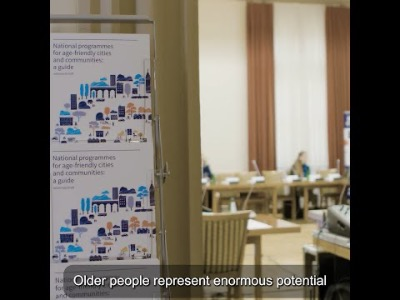 National programmes
for age-friendly cities
and communities:
a guide
National programmes
for age-friendly cities
and communities:
a guide
Older people represent enormous potential